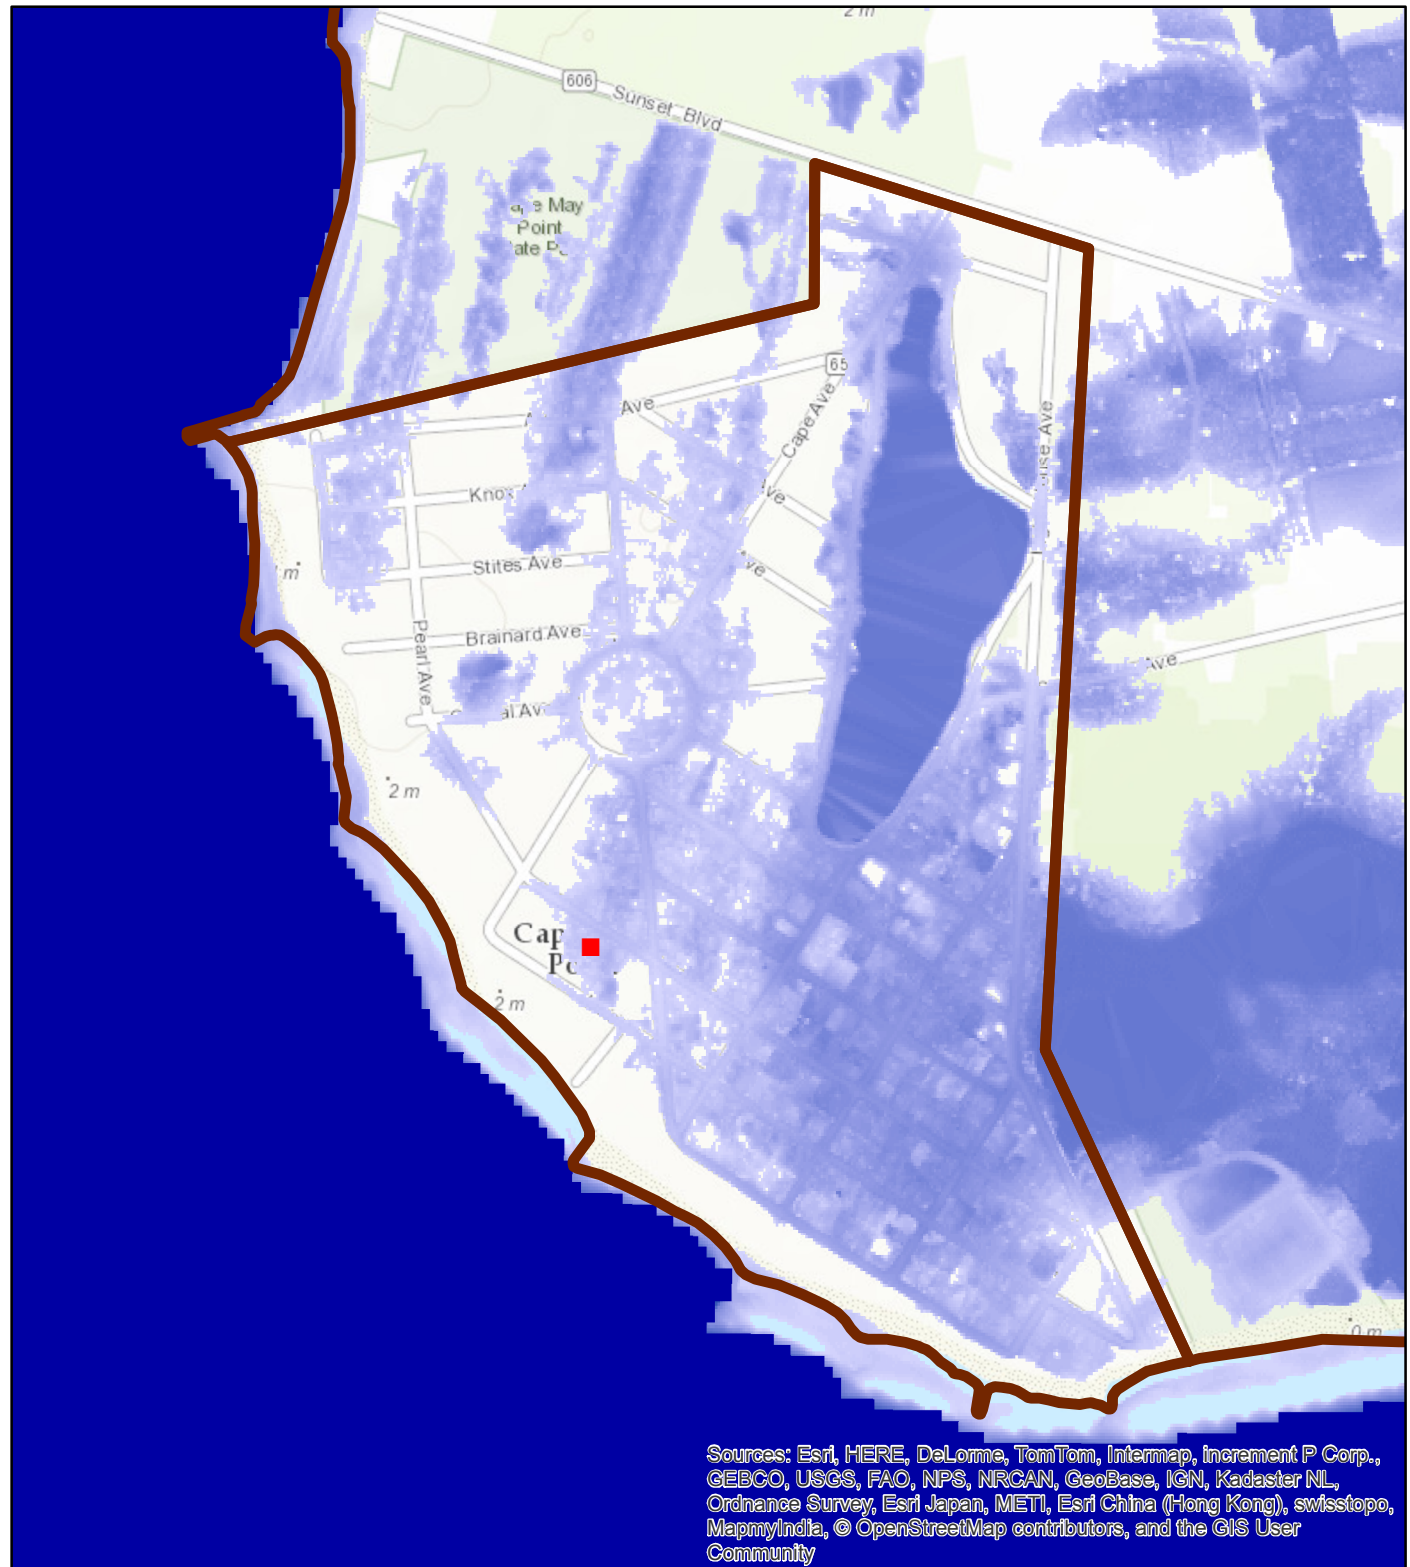 2 m
606
Sunset Blvd
May
Point
65
Ave
Cape Ave
Ave
Stites Ave
Brainard Ave
Pearl Ave
Ave
m
2 m
Cap
2 m
0 m
Sources: Esri, HERE, DeLorme, TomTom, Intermap, increment P Corp.,
GEBCO, USGS, FAO, NPS, NRCAN, GeoBase, IGN, Kadaster NL,
Ordnance Survey, Esri Japan, METI, Esri China (Hong Kong), swisstopo,
MapmyIndia, © OpenStreetMap contributors, and the GIS User
Community